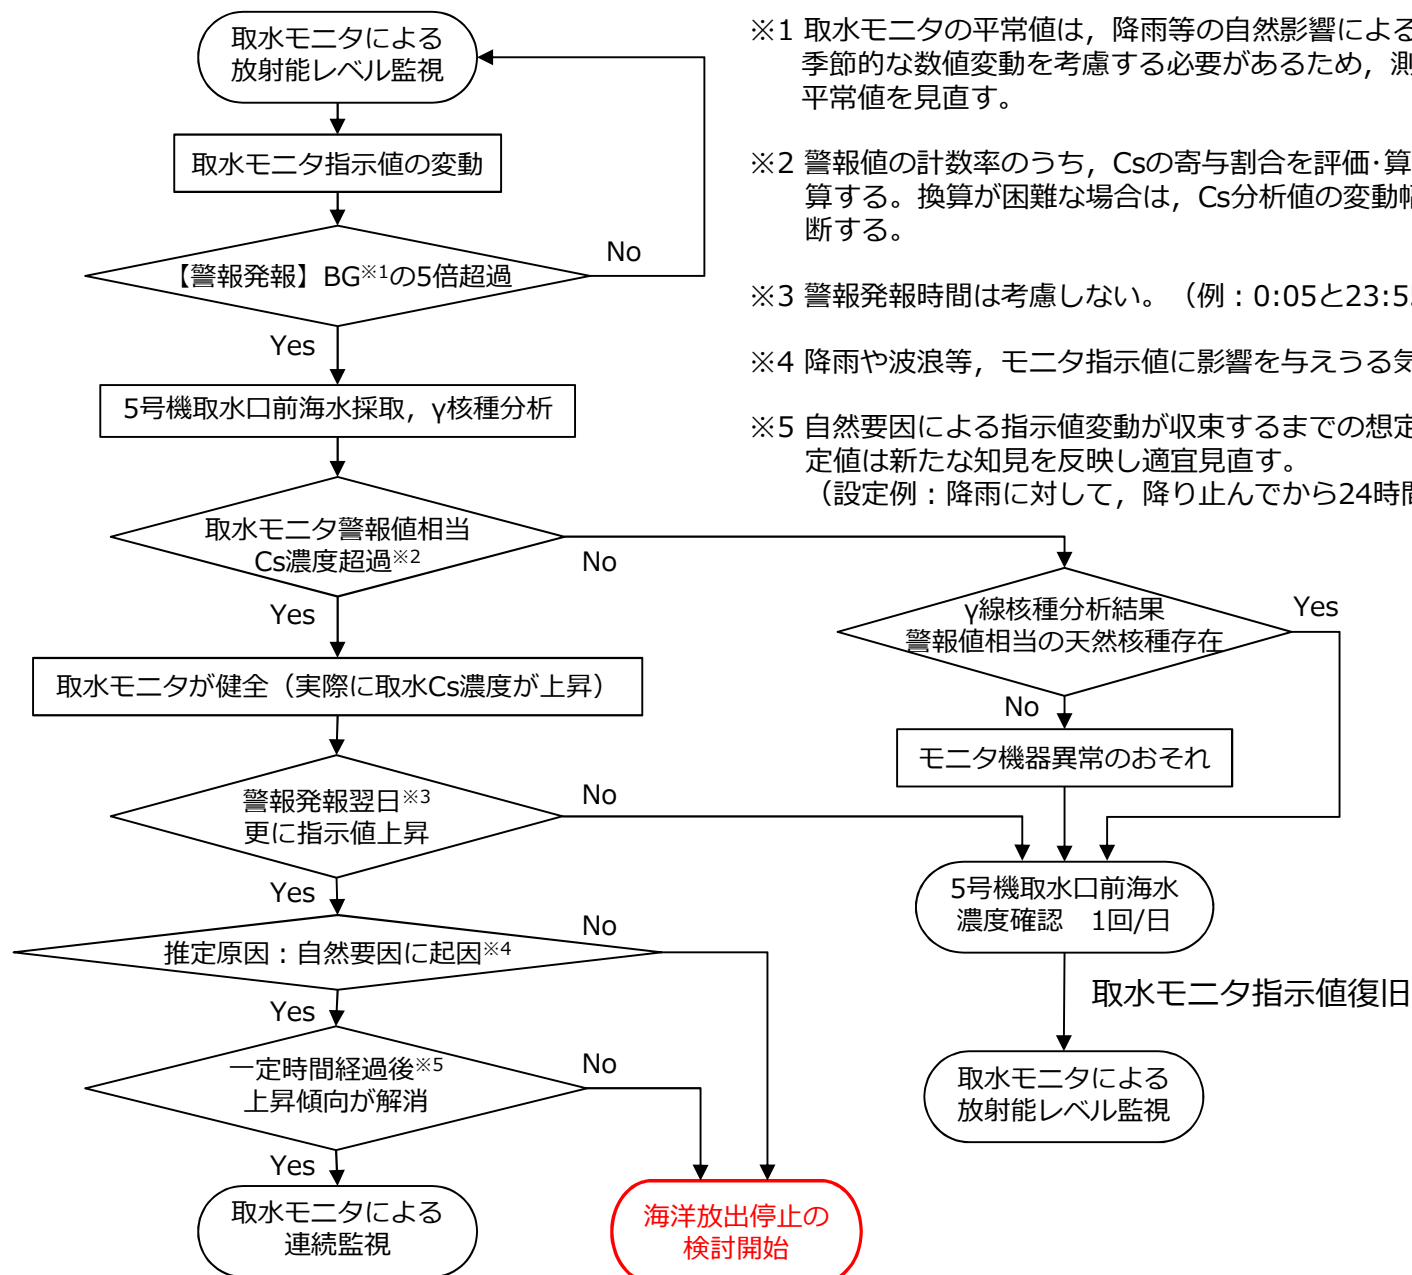 取水モニタによる
放射能レベル監視
取水モニタ指示値の変動
【警報発報】BG※1の5倍超過
No
Yes
5号機取水口前海水採取，γ核種分析
取水モニタ警報値相当
Cs濃度超過※2
No
Yes
取水モニタが健全（実際に取水Cs濃度が上昇）
警報発報翌日※3
更に指示値上昇
No
Yes
推定原因：自然要因に起因※4
No
Yes
一定時間経過後※5
上昇傾向が解消
No
Yes
取水モニタによる
連続監視
海洋放出停止の
検討開始
※1 取水モニタの平常値は，降雨等の自然影響による
季節的な数値変動を考慮する必要があるため，測
平常値を見直す。
※2 警報値の計数率のうち，Csの寄与割合を評価･算
算する。換算が困難な場合は，Cs分析値の変動幅
断する。
※3 警報発報時間は考慮しない。（例：0:05と23:5
※4 降雨や波浪等，モニタ指示値に影響を与えうる気
※5 自然要因による指示値変動が収束するまでの想定
定値は新たな知見を反映し適宜見直す。
（設定例：降雨に対して，降り止んでから24時間
γ線核種分析結果
警報値相当の天然核種存在
Yes
No
モニタ機器異常のおそれ
5号機取水口前海水
濃度確認　1回/日
取水モニタ指示値復旧
取水モニタによる
放射能レベル監視